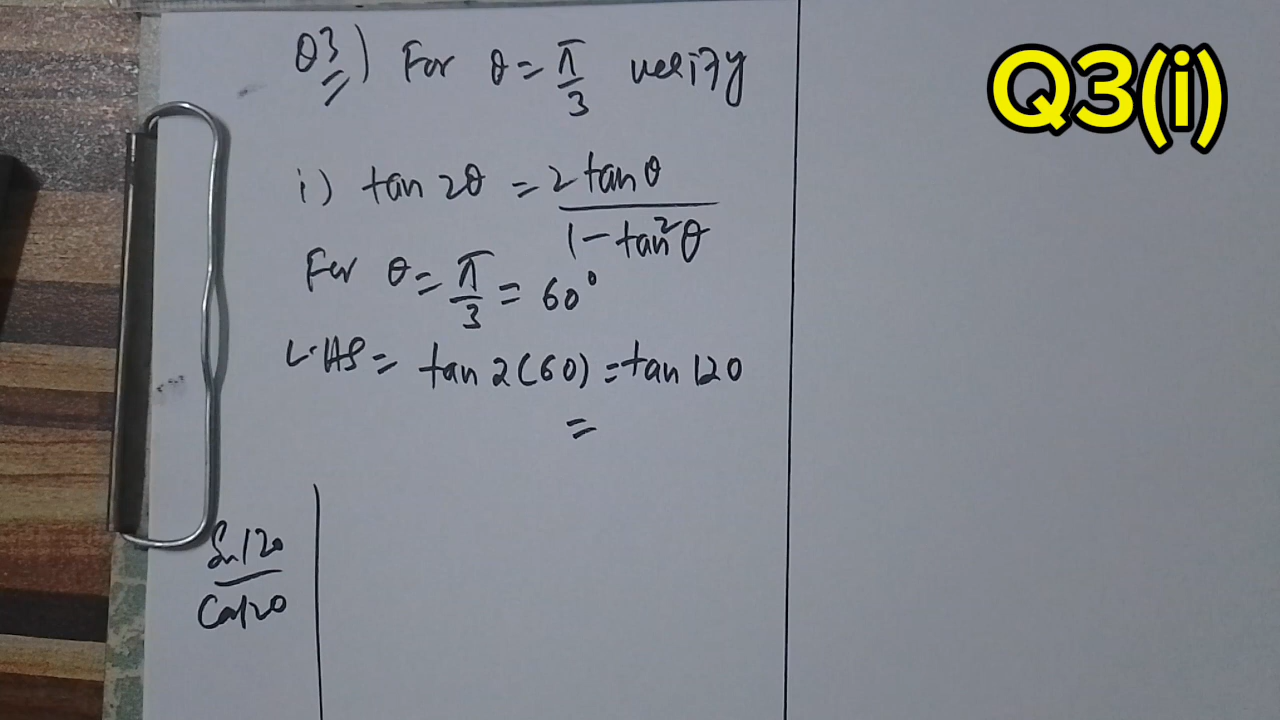 Q3) For θ = π/3 verify
Q3(i)
i) tan 2θ = 2 tan θ / 1 - tan²θ
For θ = π/3 = 60°
L.HS = tan 2(60) = tan 120
=
Sin120
Cos120